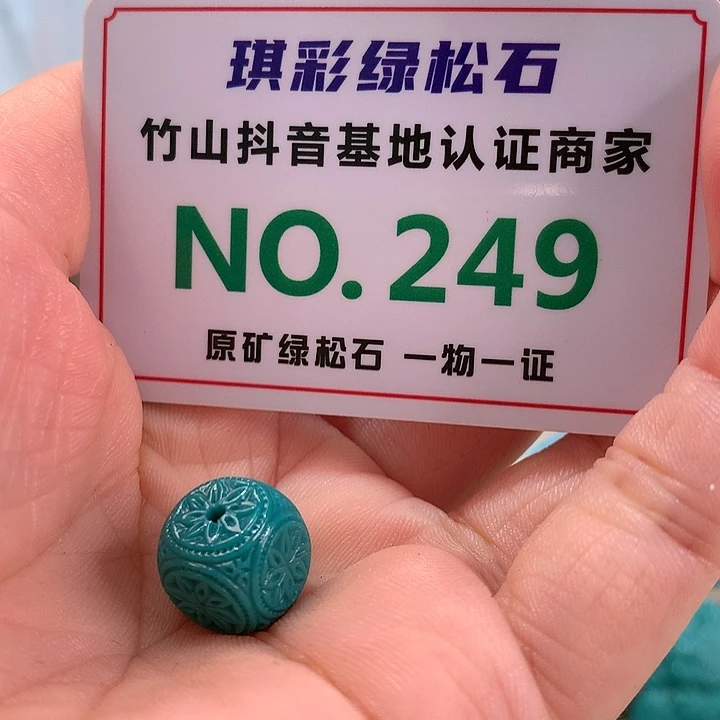 琪彩绿松石
竹山抖音基地认证商家
NO.249
原矿绿松石 一物一证